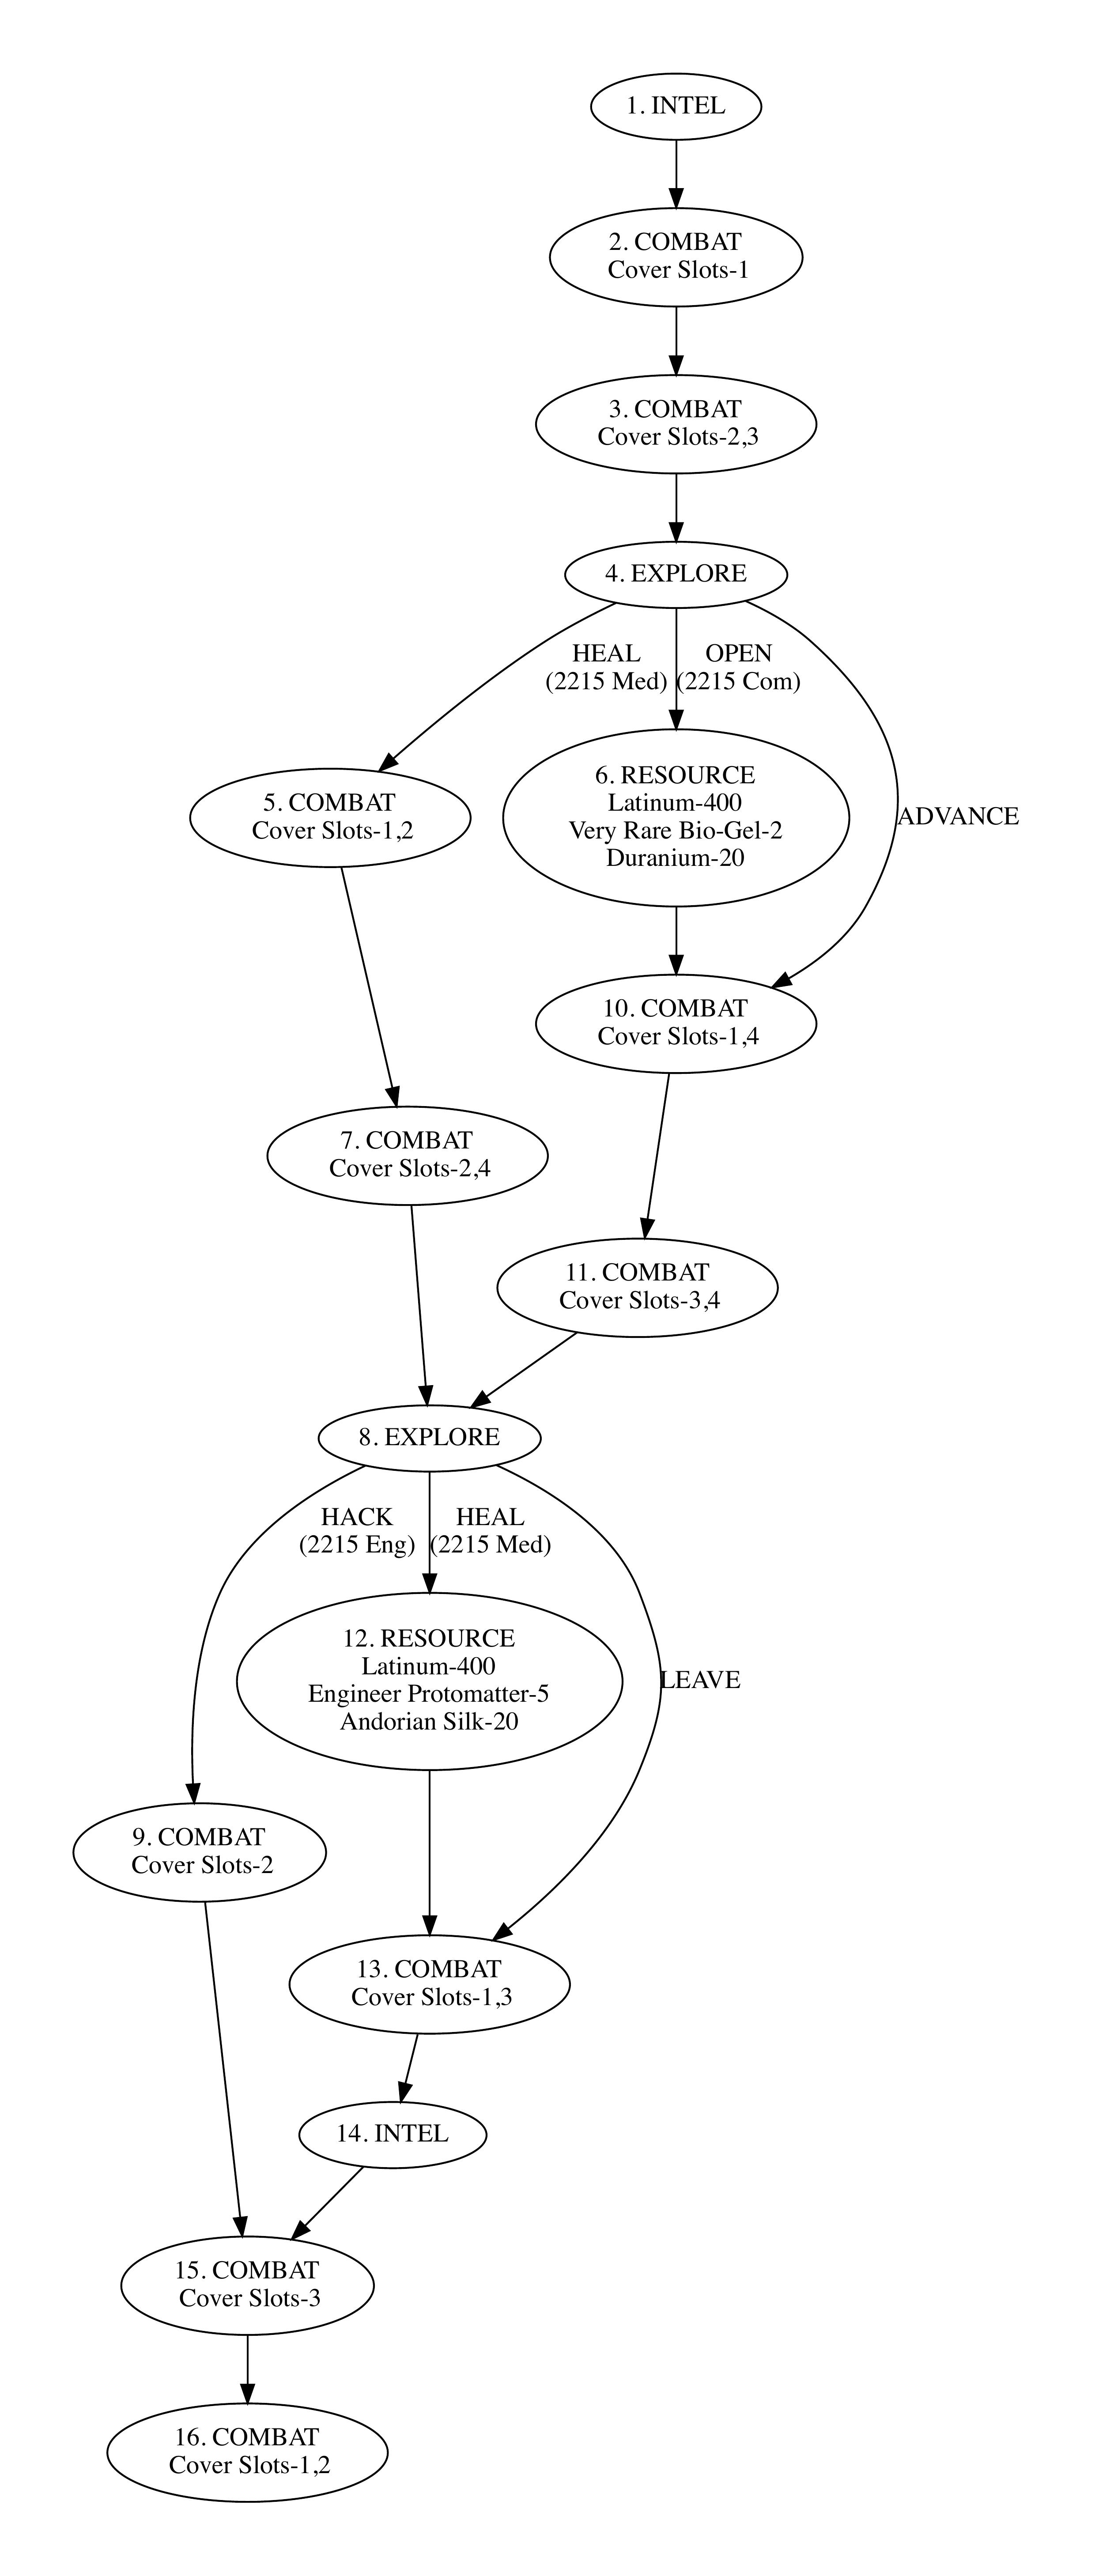 1. INTEL
2. COMBAT
Cover Slots-1
3. COMBAT
Cover Slots-2,3
4. EXPLORE
HEAL
(2215 Med)
OPEN
(2215 Com)
ADVANCE
5. COMBAT
Cover Slots-1,2
6. RESOURCE
Latinum-400
Very Rare Bio-Gel-2
Duranium-20
10. COMBAT
Cover Slots-1,4
7. COMBAT
Cover Slots-2,4
11. COMBAT
Cover Slots-3,4
8. EXPLORE
HACK
(2215 Eng)
HEAL
(2215 Med)
LEAVE
12. RESOURCE
Latinum-400
Engineer Protomatter-5
Andorian Silk-20
9. COMBAT
Cover Slots-2
13. COMBAT
Cover Slots-1,3
14. INTEL
15. COMBAT
Cover Slots-3
16. COMBAT
Cover Slots-1,2